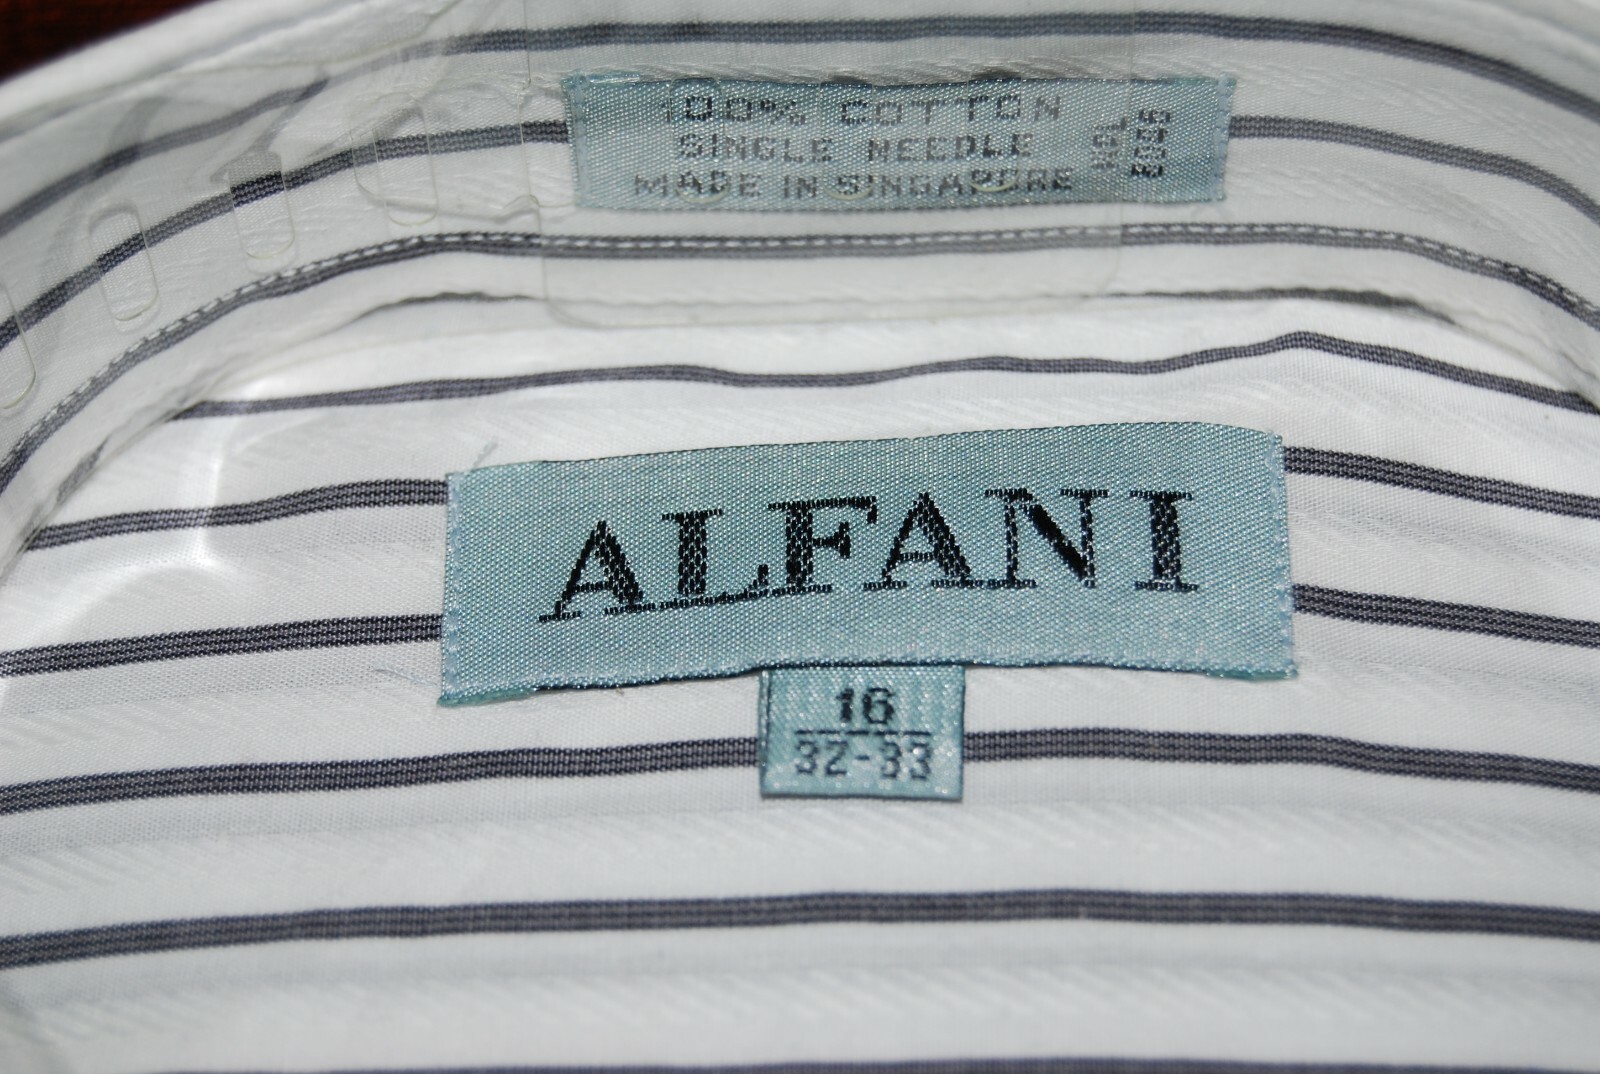 100% COTTON
SINGLE NEEDLE
MADE IN SINGAPORE
ALFANI
16
32-33